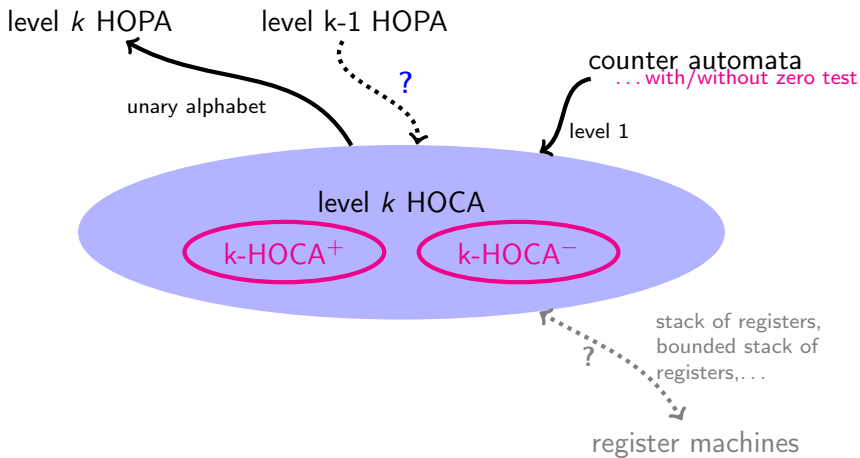 level k HOPA
level k-1 HOPA
?
counter automata
...with/without zero test
unary alphabet
level 1
level k HOCA
k-HOCA⁺
k-HOCA⁻
stack of registers,
bounded stack of
registers,...
?
register machines